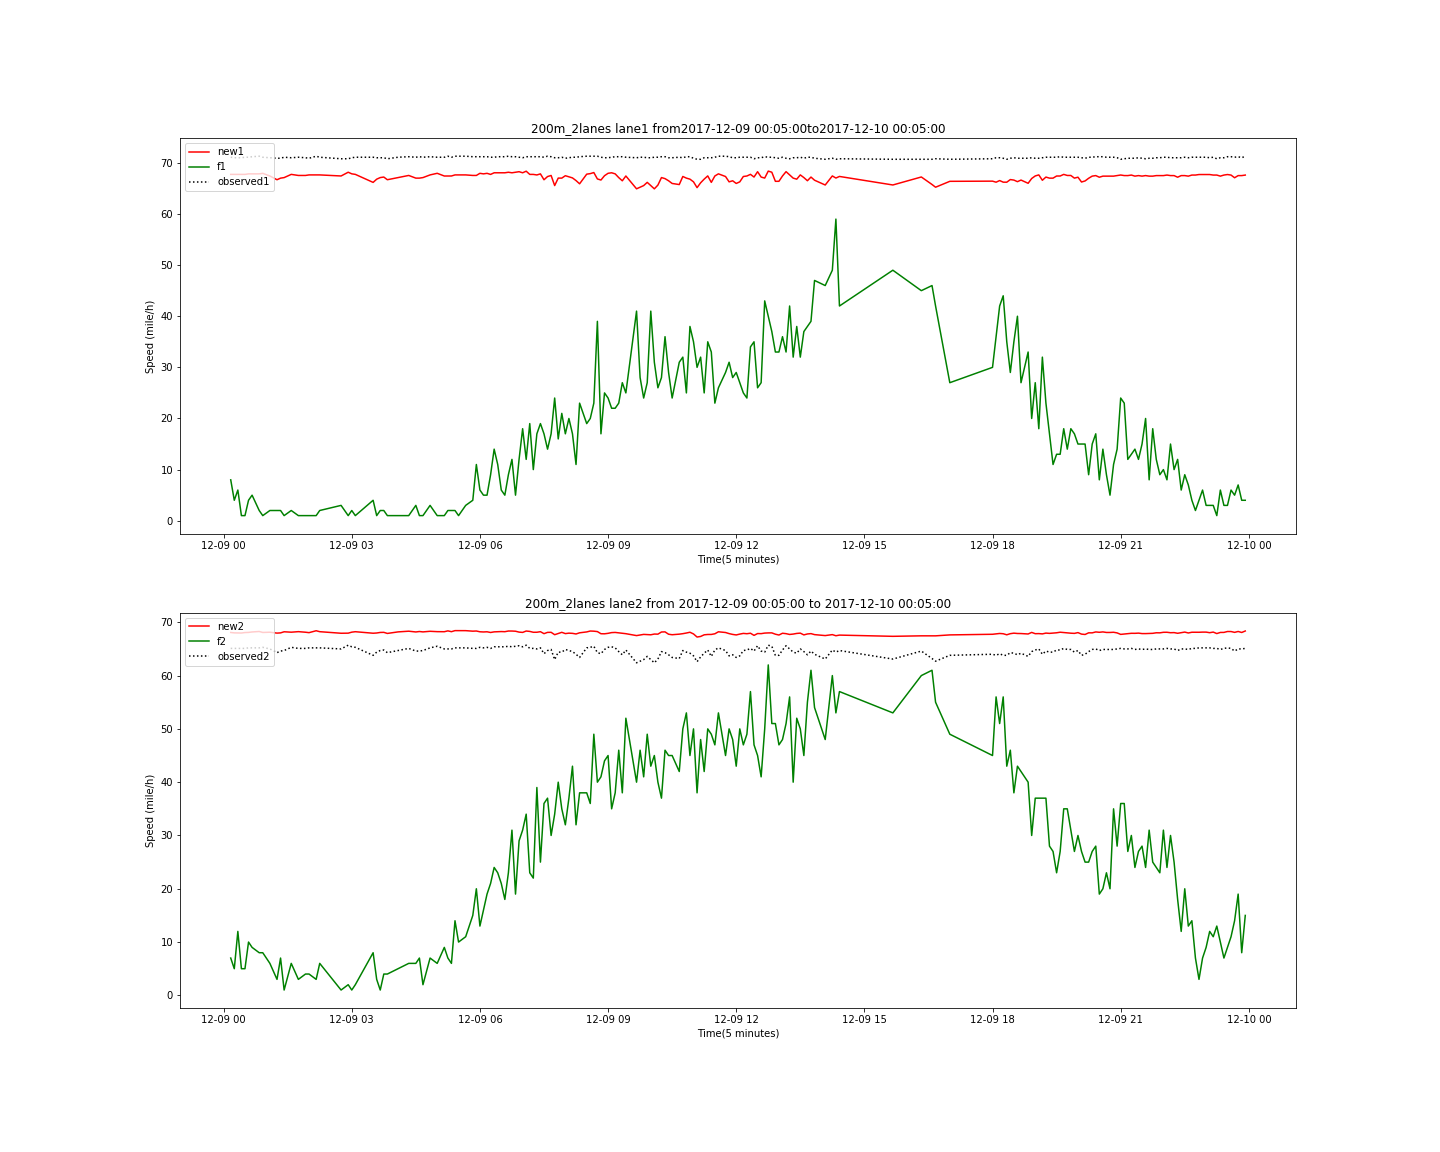 200m_2lanes lane1 from2017-12-09 00:05:00to2017-12-10 00:05:00
new1
f1
observed1
70
60
50
40
30
20
10
0
Speed (mile/h)
12-09 00 12-09 03 12-09 06 12-09 09 12-09 12 12-09 15 12-09 18 12-09 21 12-10 00
Time(5 minutes)
200m_2lanes lane2 from 2017-12-09 00:05:00 to 2017-12-10 00:05:00
new2
f2
observed2
70
60
50
40
30
20
10
0
Speed (mile/h)
12-09 00 12-09 03 12-09 06 12-09 09 12-09 12 12-09 15 12-09 18 12-09 21 12-10 00
Time(5 minutes)